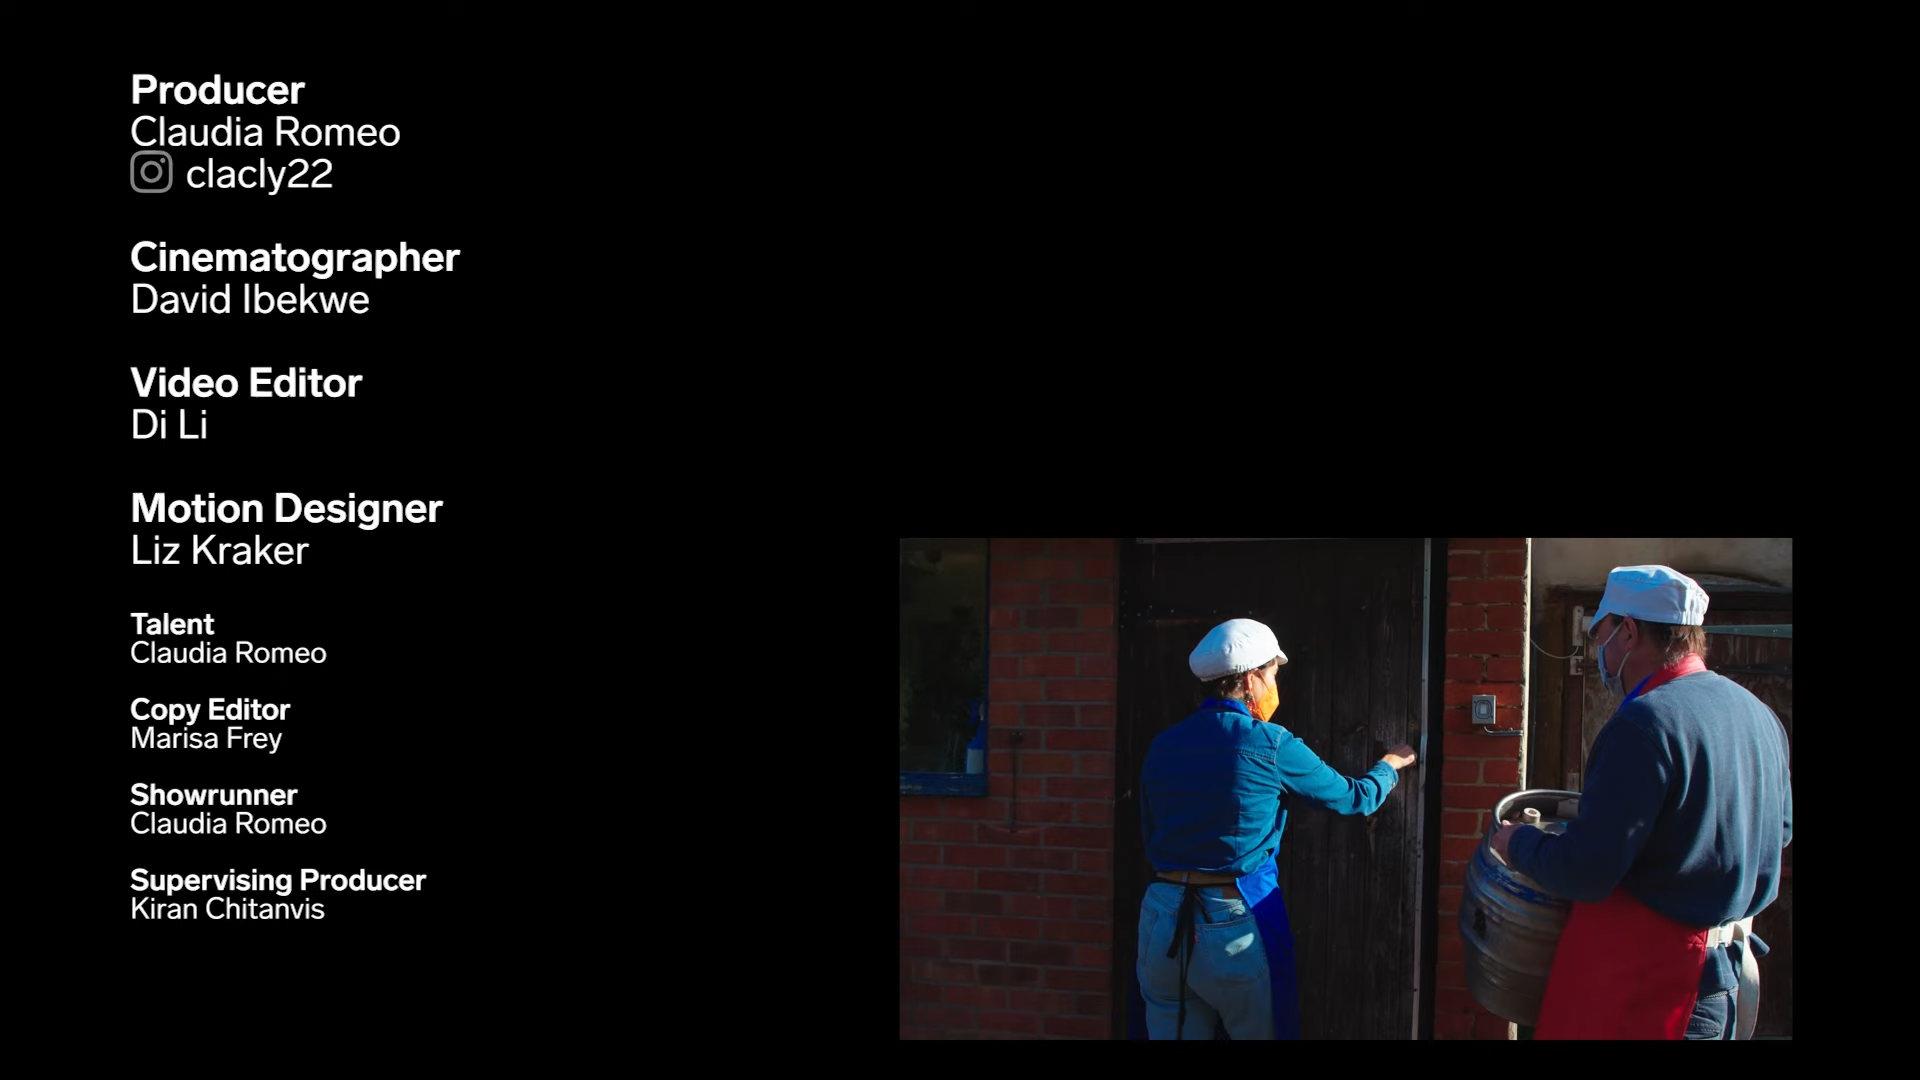 Producer
Claudia Romeo
clacly22
Cinematographer
David Ibekwe
Video Editor
Di Li
Motion Designer
Liz Kraker
Talent
Claudia Romeo
Copy Editor
Marisa Frey
Showrunner
Claudia Romeo
Supervising Producer
Kiran Chitanvis